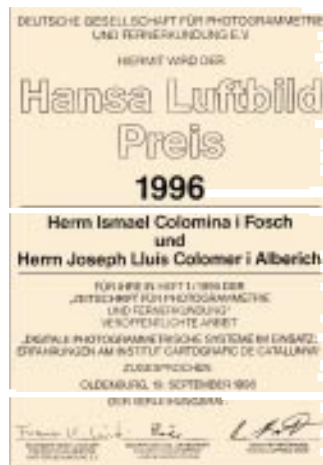 DEUTSCHE GESELLSCHAFT FÜR PHOTOGRAMMETRIE
UND FERNERKUNDUNG E.V.
HIERMIT WIRD DER
Hansa Luftbild
Preis
1996
Herrn Ismael Colomina i Fosch
und
Herrn Joseph Lluis Colomer i Alberich
FÜR IHRE IN HEFT 1/1995 DER
„ZEITSCHRIFT FÜR PHOTOGRAMMETRIE
UND FERNERKUNDUNG"
VERÖFFENTLICHTE ARBEIT
„DIGITALE PHOTOGRAMMETRISCHE SYSTEME IM EINSATZ:
ERFAHRUNGEN AM INSTITUT CARTOGRAFIC DE CATALUNYA"
ZUGESPROCHEN
OLDENBURG, 19. SEPTEMBER 1996